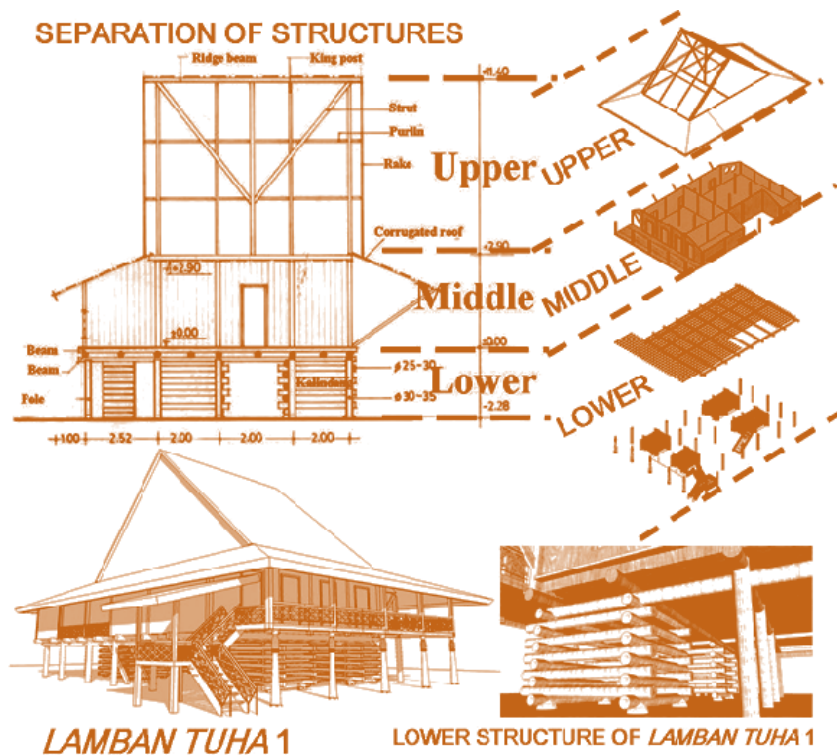 SEPARATION OF STRUCTURES
Ridge beam
King post
Strut
Purlin
Rake
Corrugated roof
Beam
Beam
Pole
Kalindang
+11.40
+2.90
+2.90
±0.00
±0.00
-2.28
ø 25-30
ø 30-35
100 2.52 2.00 2.00 2.00
Upper
Middle
Lower
UPPER
MIDDLE
LOWER
LAMBAN TUHA 1
LOWER STRUCTURE OF LAMBAN TUHA 1